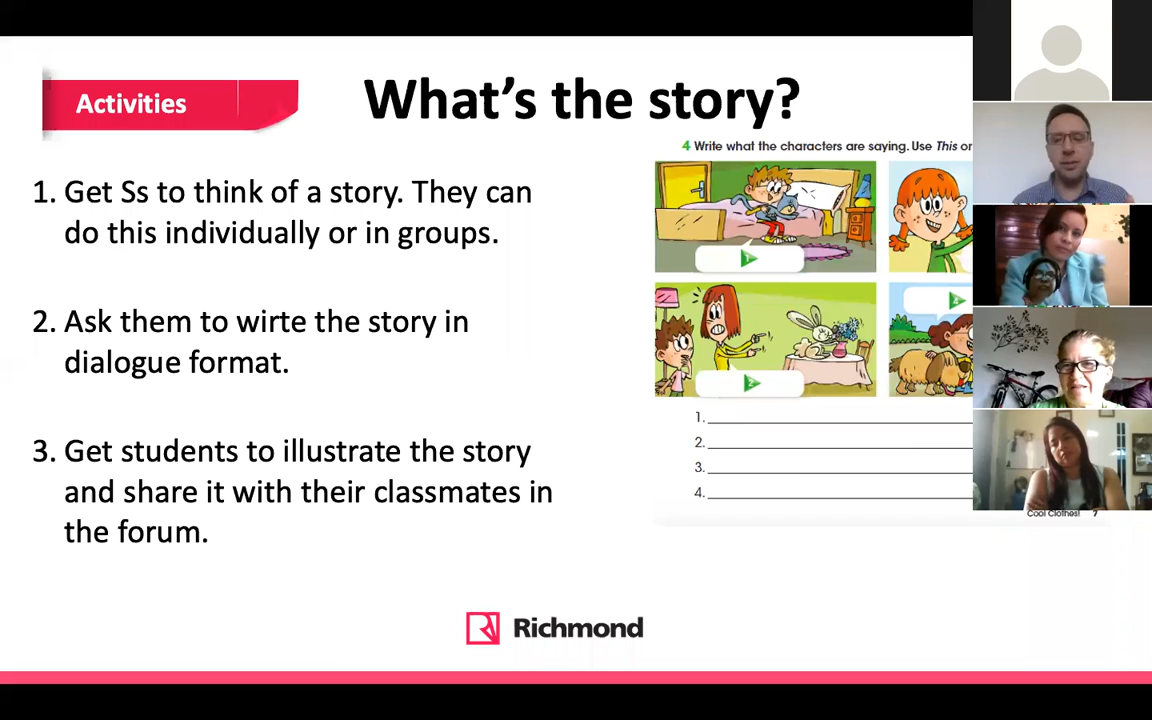 Activities
What's the story?
1. Get Ss to think of a story. They can
do this individually or in groups.
2. Ask them to wirte the story in
dialogue format.
3. Get students to illustrate the story
and share it with their classmates in
the forum.
4 Write what the characters are saying. Use This or
1
2
1.
2.
3.
4.
Cool Clothes! 7
Richmond